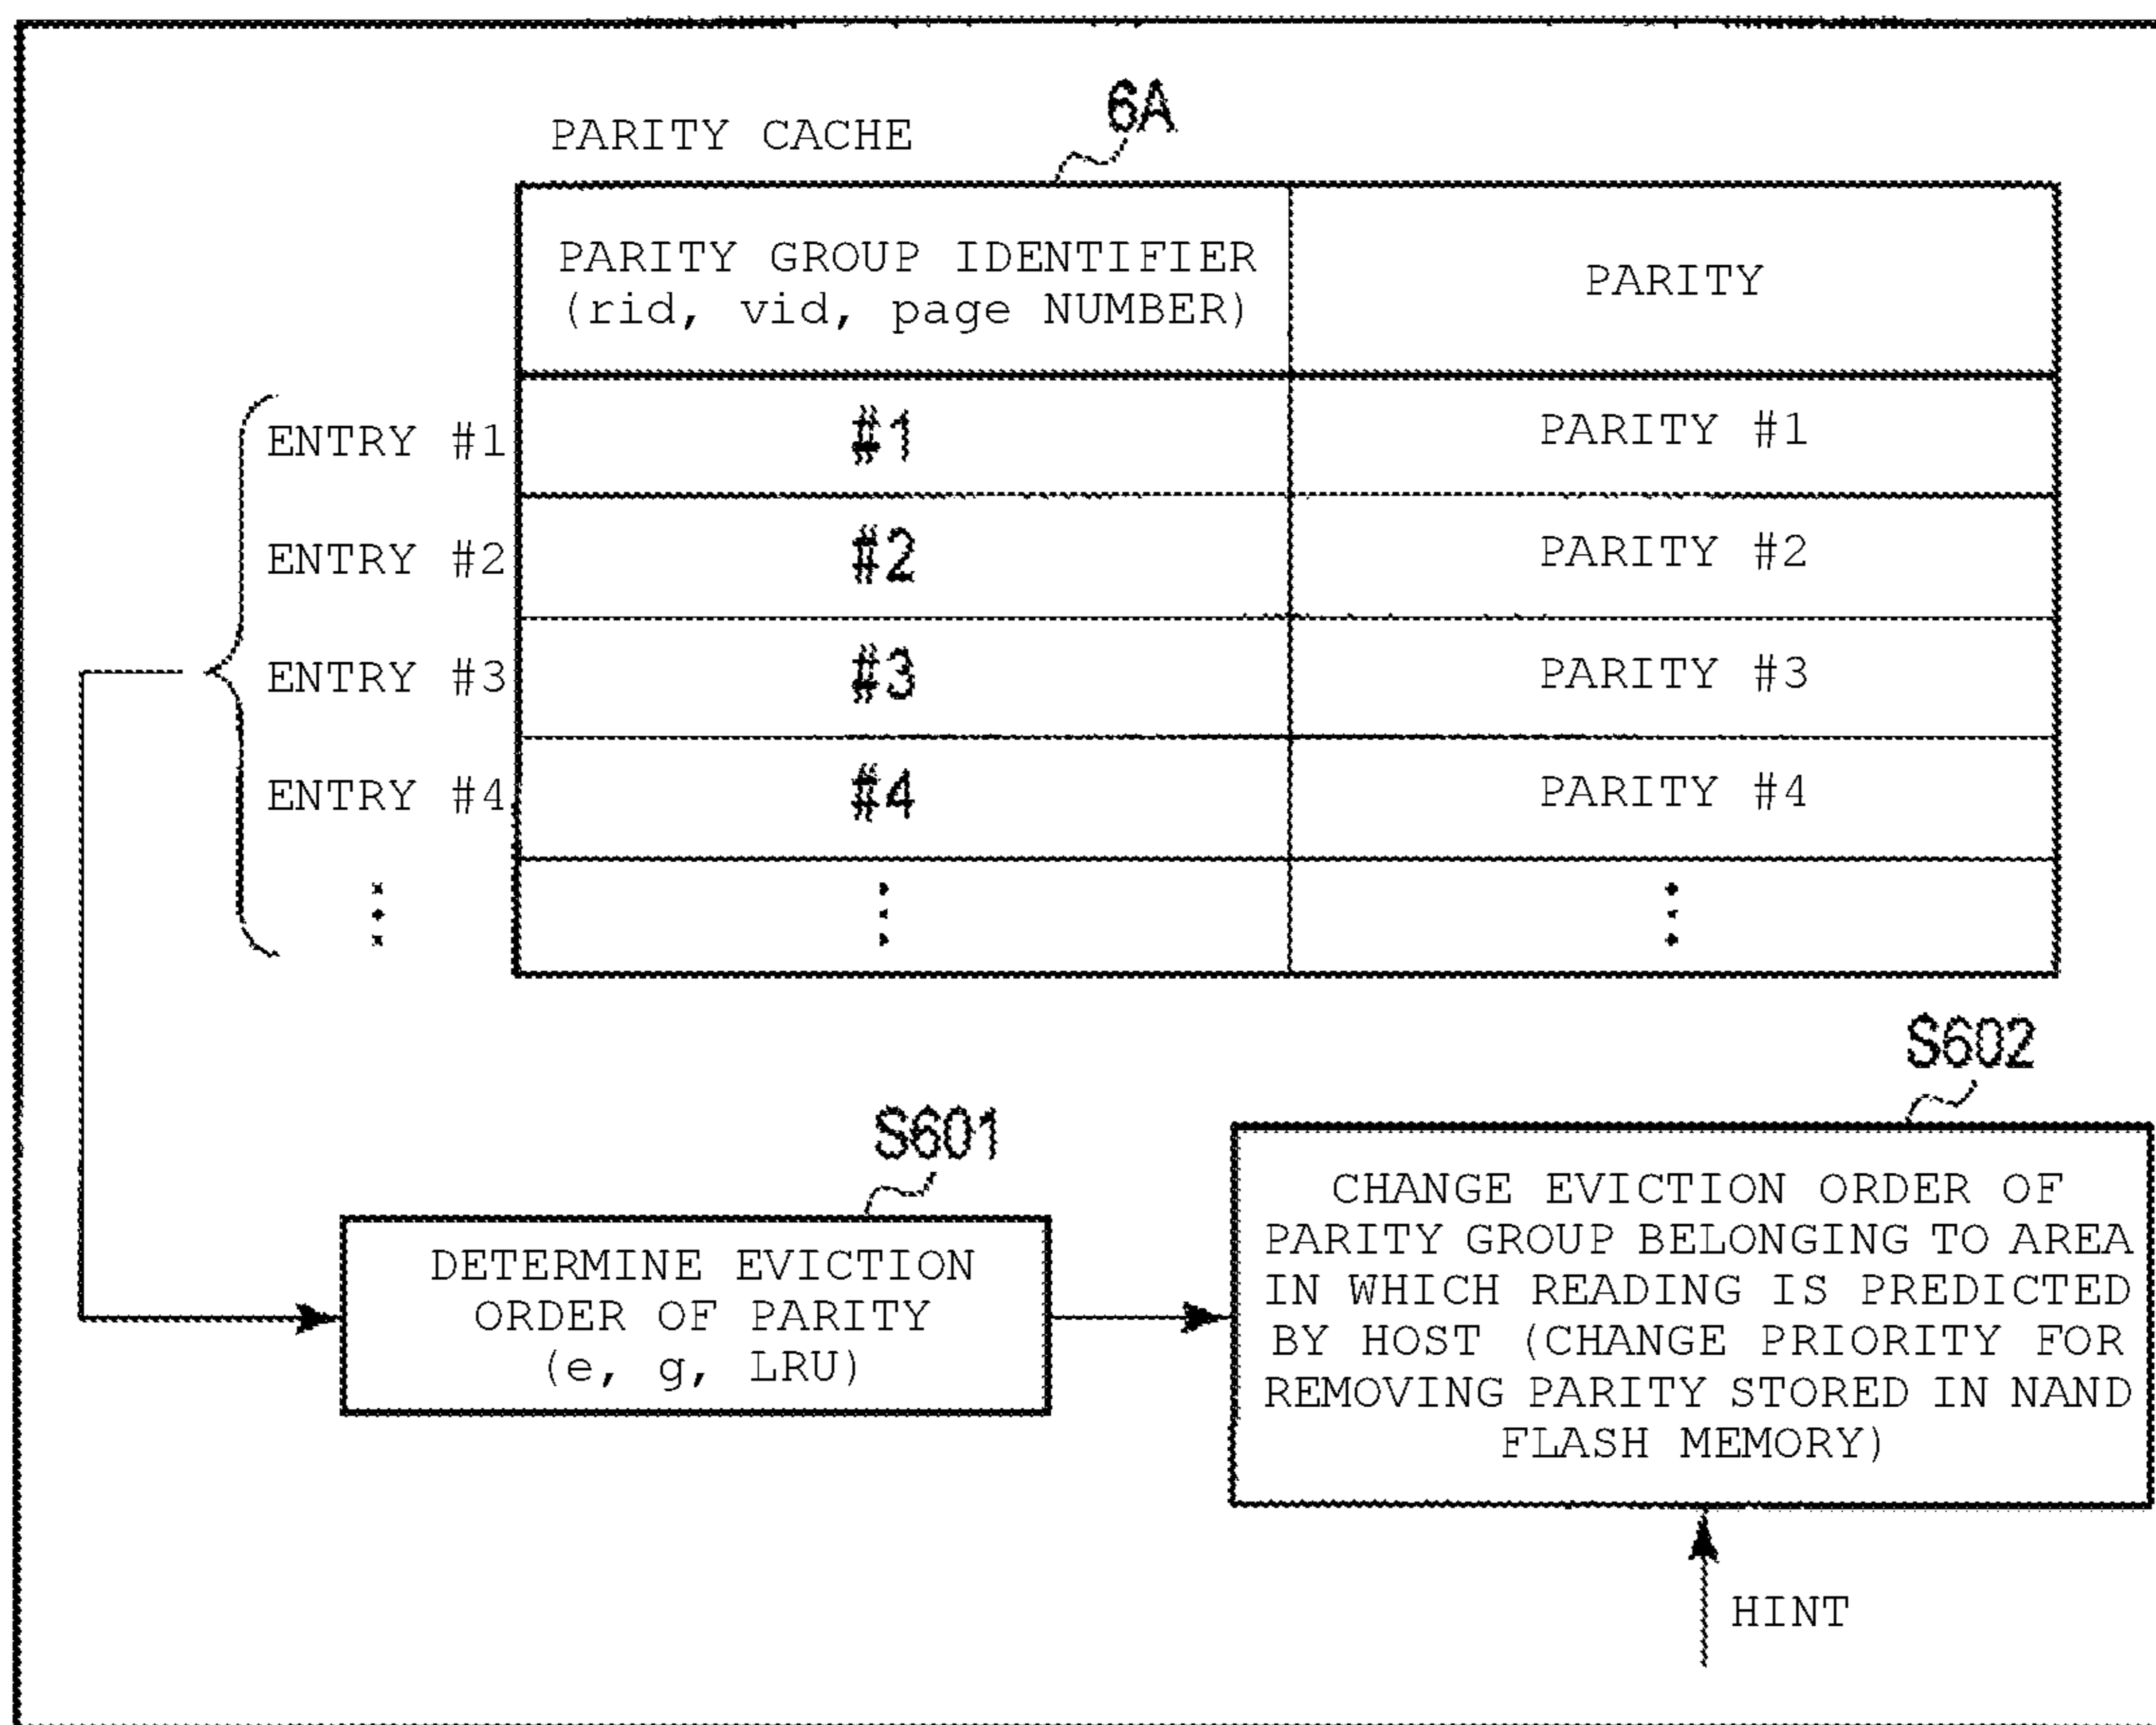 6A
PARITY CACHE
PARITY GROUP IDENTIFIER
(rid, vid, page NUMBER)
PARITY
ENTRY #1
#1
PARITY #1
ENTRY #2
#2
PARITY #2
ENTRY #3
#3
PARITY #3
ENTRY #4
#4
PARITY #4
S601
DETERMINE EVICTION
ORDER OF PARITY
(e, g, LRU)
S602
CHANGE EVICTION ORDER OF
PARITY GROUP BELONGING TO AREA
IN WHICH READING IS PREDICTED
BY HOST (CHANGE PRIORITY FOR
REMOVING PARITY STORED IN NAND
FLASH MEMORY)
HINT